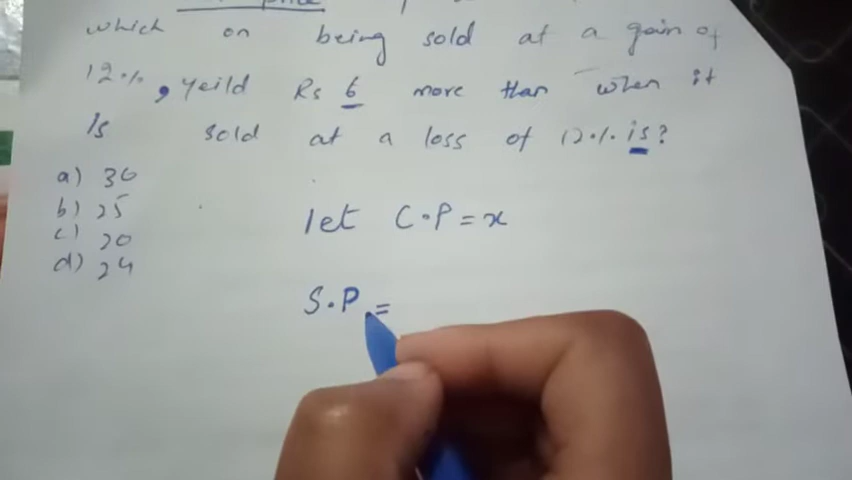 which on being sold at a gain of
12%, yeild Rs 6 more than when it
Is sold at a loss of 12% is?
a) 30
b) 25
c) 20
d) 24
let C.P = x
S.P =